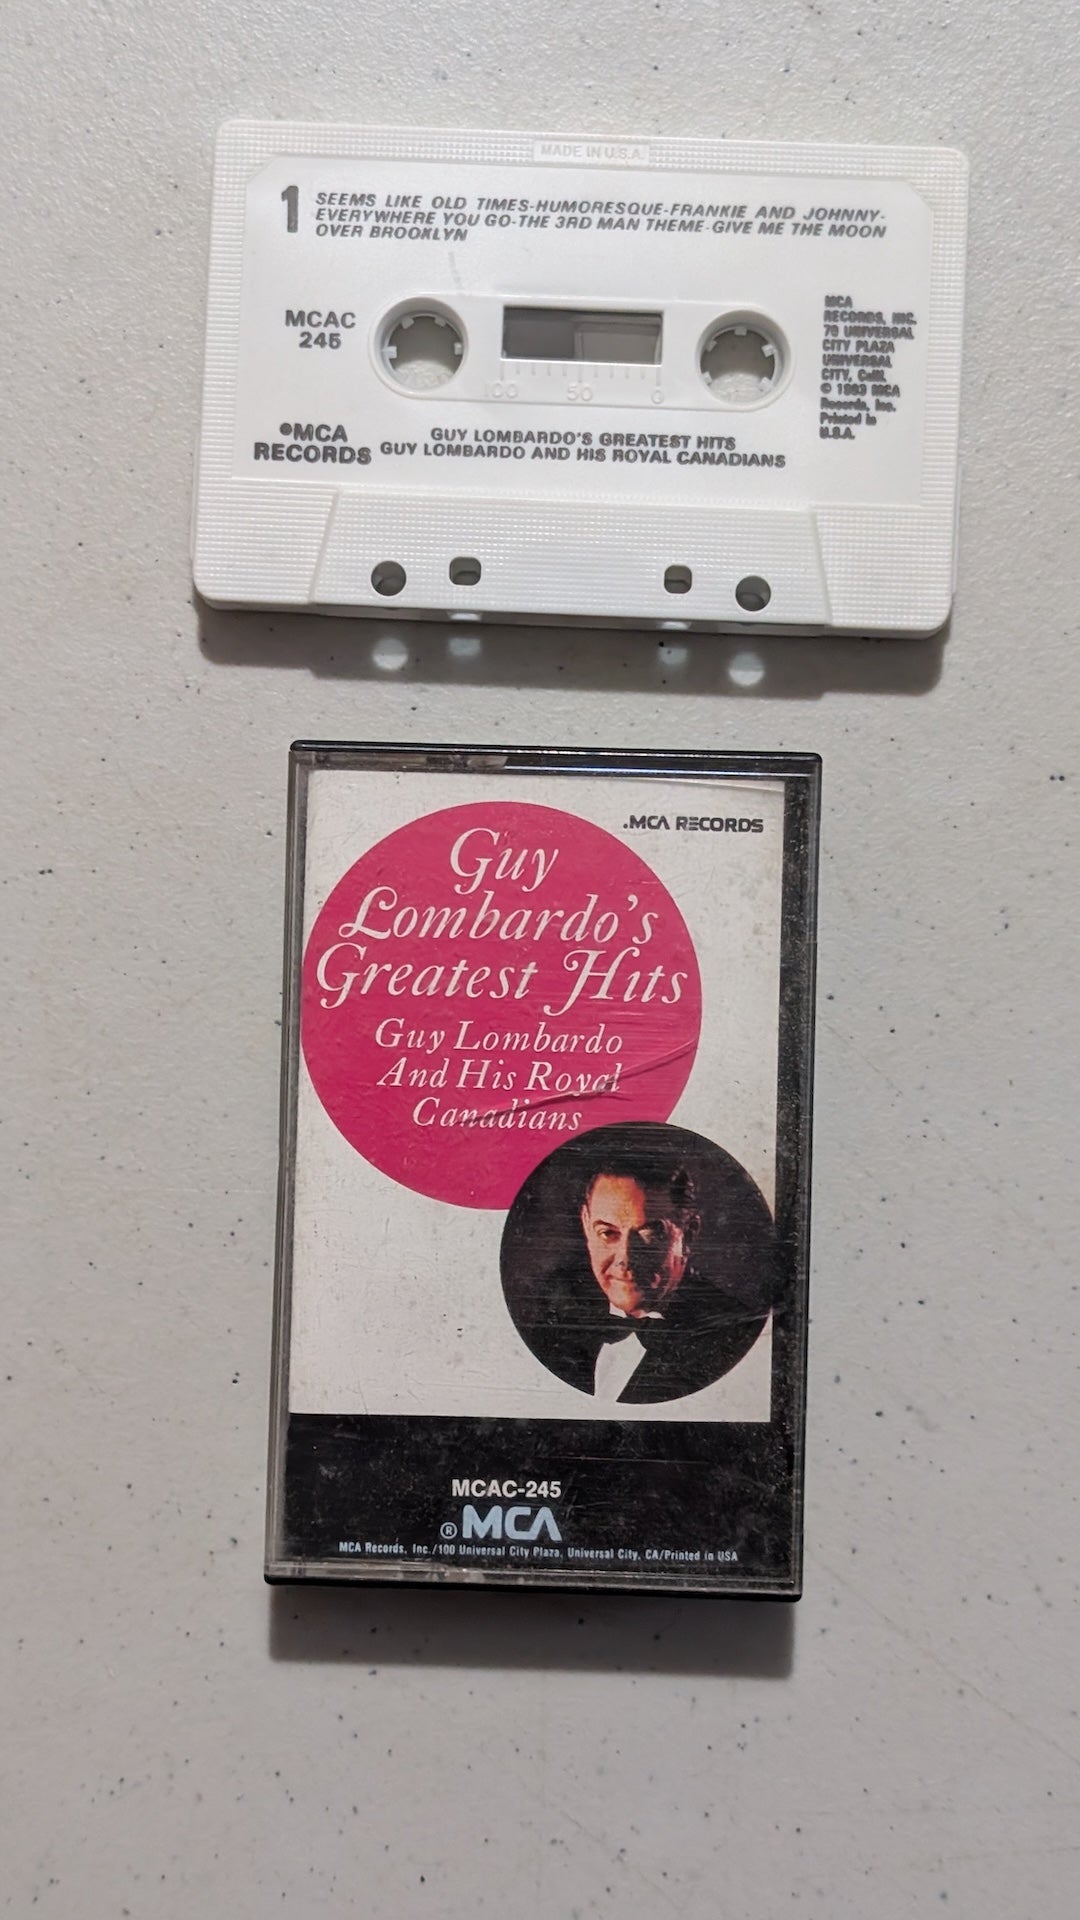 MADE IN U.S.A.
1
SEEMS LIKE OLD TIMES-HUMORESQUE-FRANKIE AND JOHNNY-
EVERYWHERE YOU GO-THE 3RD MAN THEME-GIVE ME THE MOON
OVER BROOKLYN
MCAC
245
MCA
RECORDS, INC.
70 UNIVERSAL
CITY PLAZA
UNIVERSAL
CITY, Calif.
© 1983 MCA
Records, Inc.
Printed in
U.S.A.
100 50 0
MCA
RECORDS
GUY LOMBARDO'S GREATEST HITS
GUY LOMBARDO AND HIS ROYAL CANADIANS
.MCA RECORDS
Guy
Lombardo's
Greatest Hits
Guy Lombardo
And His Royal
Canadians
MCAC-245
® MCA
MCA Records, Inc./100 Universal City Plaza, Universal City, CA/Printed in USA